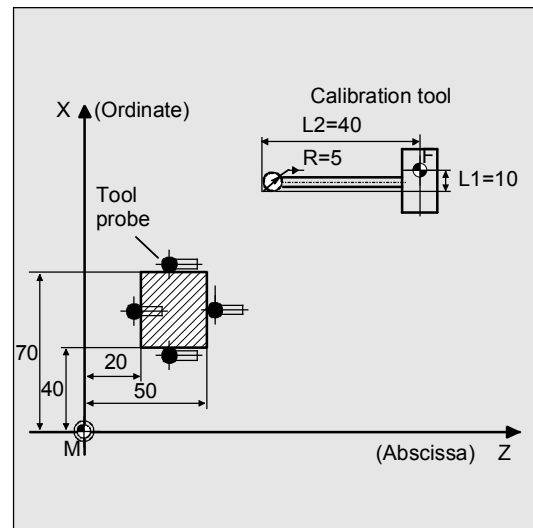 X (Ordinate)
Calibration tool
L2=40
R=5
F
L1=10
Tool
probe
70
20
40
50
M
(Abscissa) Z